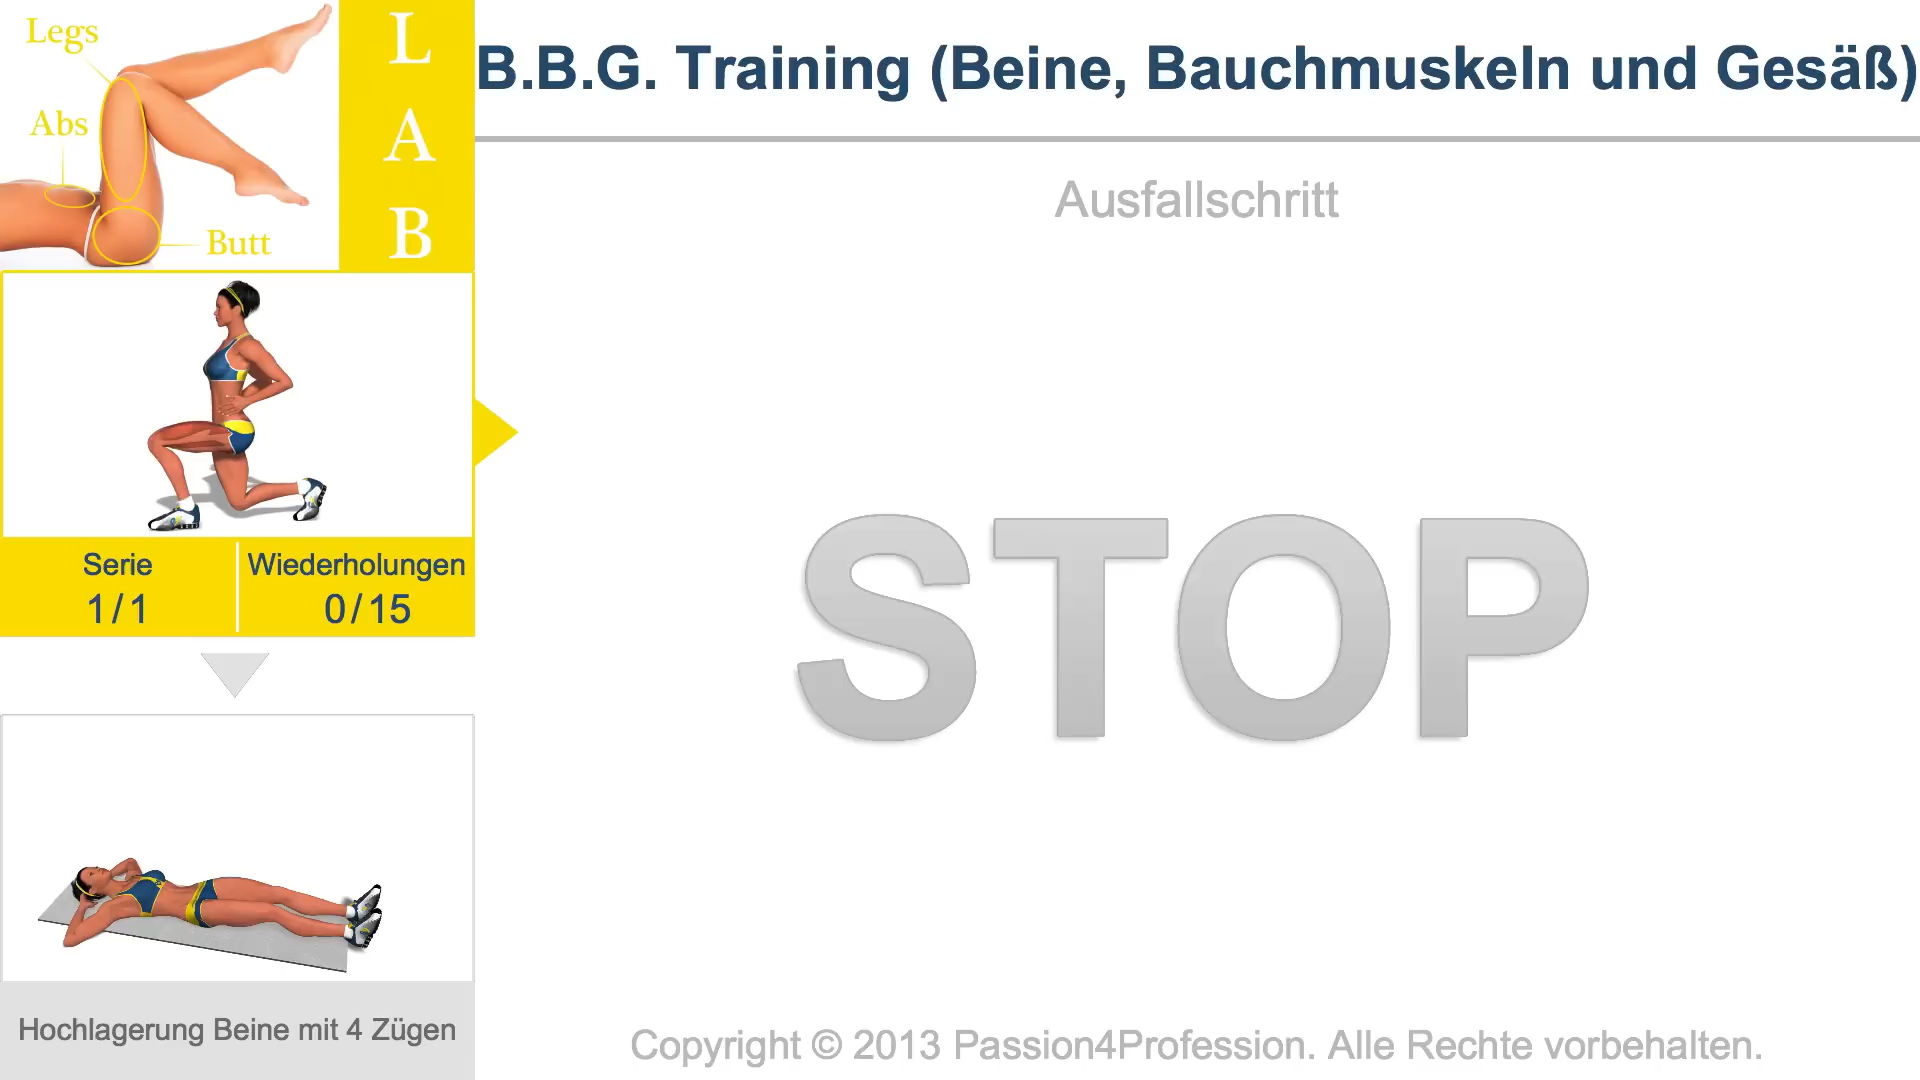 Legs
Abs
Butt
L
A
B
B.B.G. Training (Beine, Bauchmuskeln und Gesäß)
Ausfallschritt
Serie
1/1
Wiederholungen
0/15
STOP
Hochlagerung Beine mit 4 Zügen
Copyright © 2013 Passion4Profession. Alle Rechte vorbehalten.